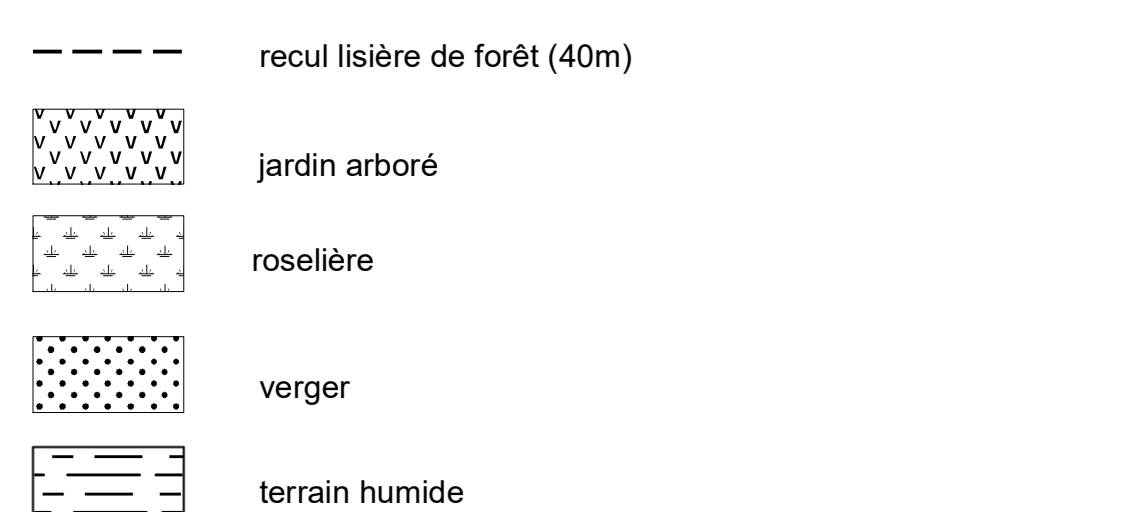 recul lisière de forêt (40m)
jardin arboré
roselière
verger
terrain humide